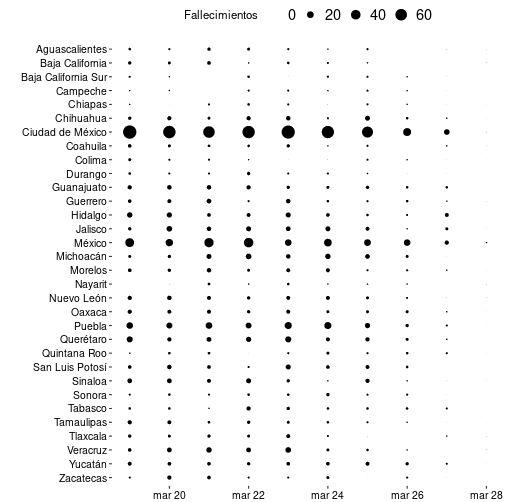 Fallecimientos 0 20 40 60
Aguascalientes
Baja California
Baja California Sur
Campeche
Chiapas
Chihuahua
Ciudad de México
Coahuila
Colima
Durango
Guanajuato
Guerrero
Hidalgo
Jalisco
México
Michoacán
Morelos
Nayarit
Nuevo León
Oaxaca
Puebla
Querétaro
Quintana Roo
San Luis Potosí
Sinaloa
Sonora
Tabasco
Tamaulipas
Tlaxcala
Veracruz
Yucatán
Zacatecas
mar 20 mar 22 mar 24 mar 26 mar 28